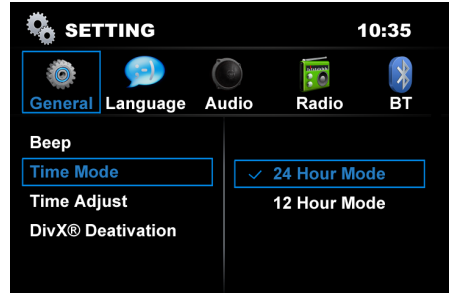 SETTING 10:35
General Language Audio Radio BT
Beep
Time Mode
Time Adjust
DivX® Deativation
✓ 24 Hour Mode
12 Hour Mode